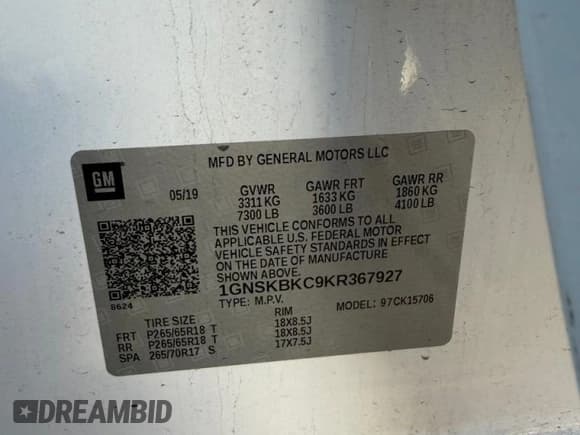 GM
MFD BY GENERAL MOTORS LLC
05/19
GVWR GAWR FRT GAWR RR
3311 KG 1633 KG 1860 KG
7300 LB 3600 LB 4100 LB
THIS VEHICLE CONFORMS TO ALL
APPLICABLE U.S. FEDERAL MOTOR
VEHICLE SAFETY STANDARDS IN EFFECT
ON THE DATE OF MANUFACTURE
SHOWN ABOVE.
1GNSKBKC9KR367927
8624
TYPE: M.P.V. MODEL: 97CK15706
TIRE SIZE RIM
FRT P265/65R18 T 18X8.5J
RR P265/65R18 T 18X8.5J
SPA 265/70R17 S 17X7.5J
DREAMBID